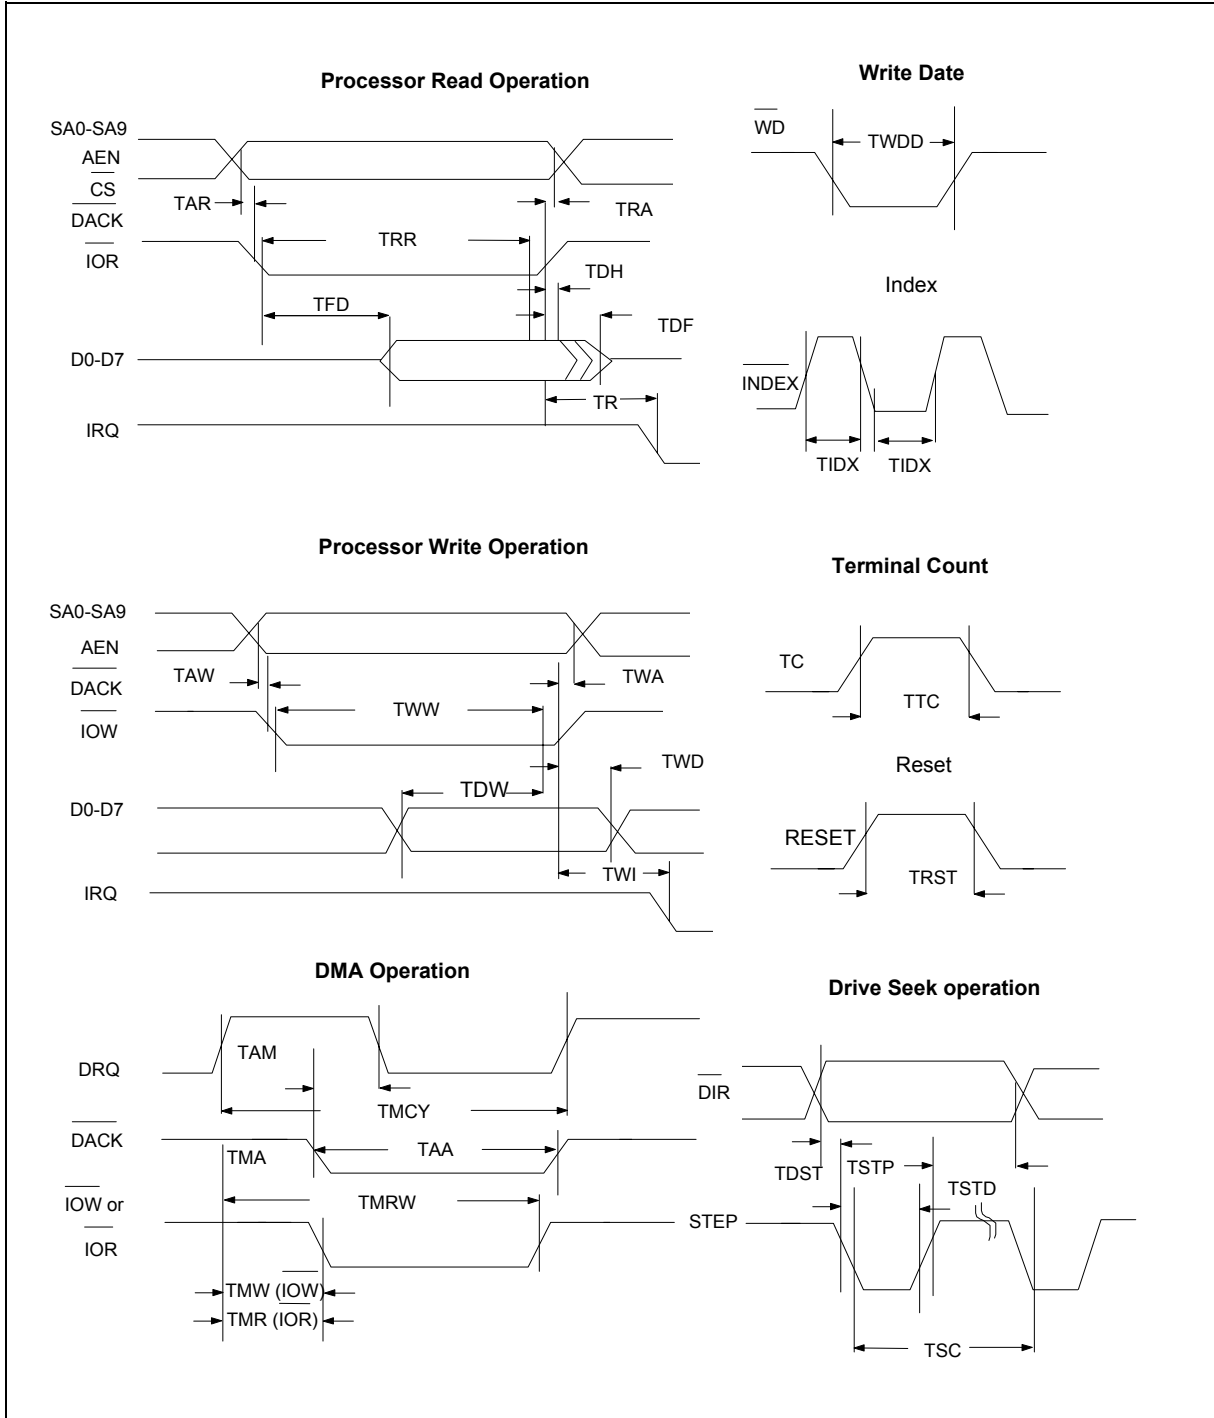 Processor Read Operation
SA0-SA9
AEN
CS
DACK
IOR
TAR
TRA
TRR
TDH
TFD
TDF
D0-D7
TR
IRQ
Write Date
WD
TWDD
Index
INDEX
TIDX
TIDX
Processor Write Operation
SA0-SA9
AEN
DACK
IOW
TAW
TWA
TWW
TWD
TDW
D0-D7
TWI
IRQ
Terminal Count
TC
TTC
Reset
RESET
TRST
DMA Operation
DRQ
TAM
TMCY
DACK
TMA
TAA
IOW or
IOR
TMRW
TMW (IOW)
TMR (IOR)
Drive Seek operation
DIR
TDST
TSTP
TSTD
STEP
TSC